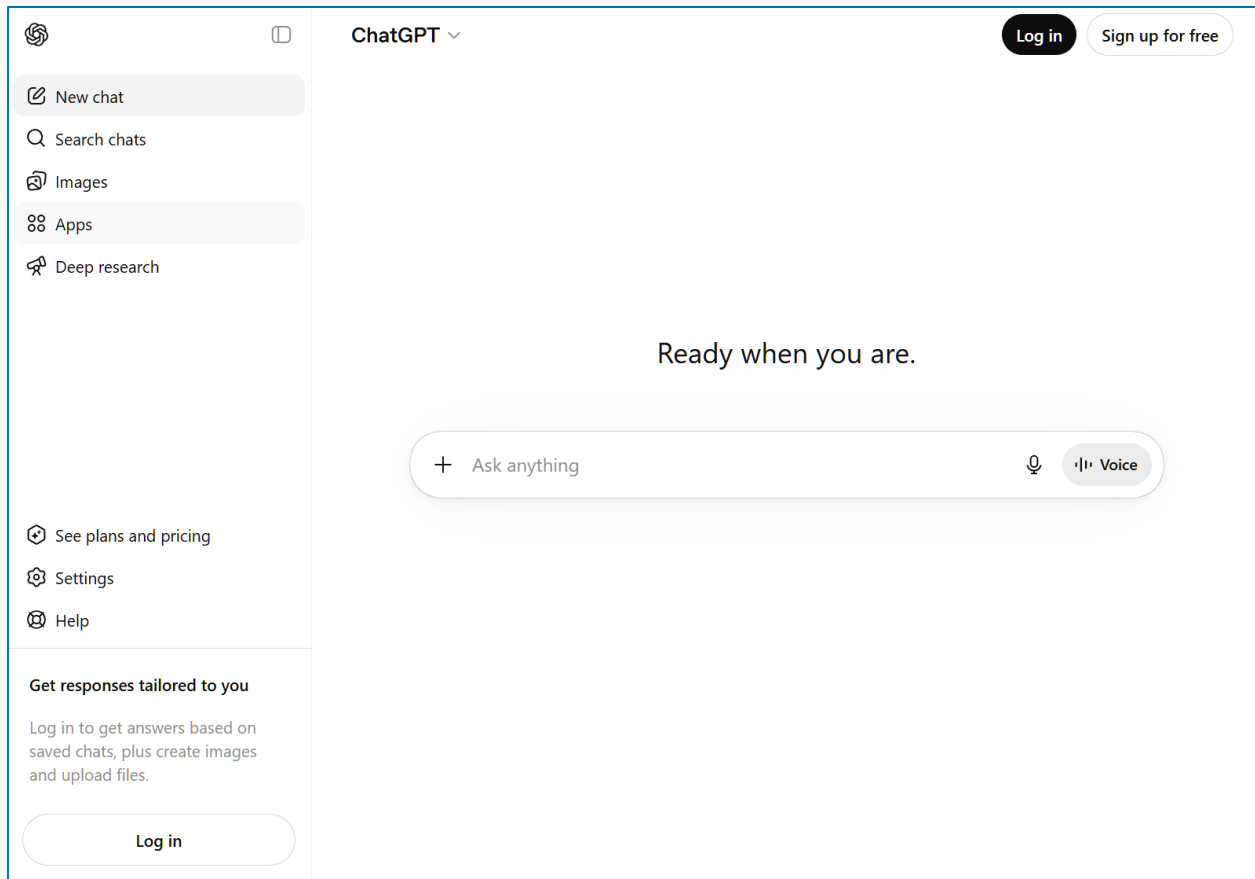 ChatGPT
Log in
Sign up for free
New chat
Search chats
Images
Apps
Deep research
Ready when you are.
Ask anything
Voice
See plans and pricing
Settings
Help
Get responses tailored to you
Log in to get answers based on
saved chats, plus create images
and upload files.
Log in